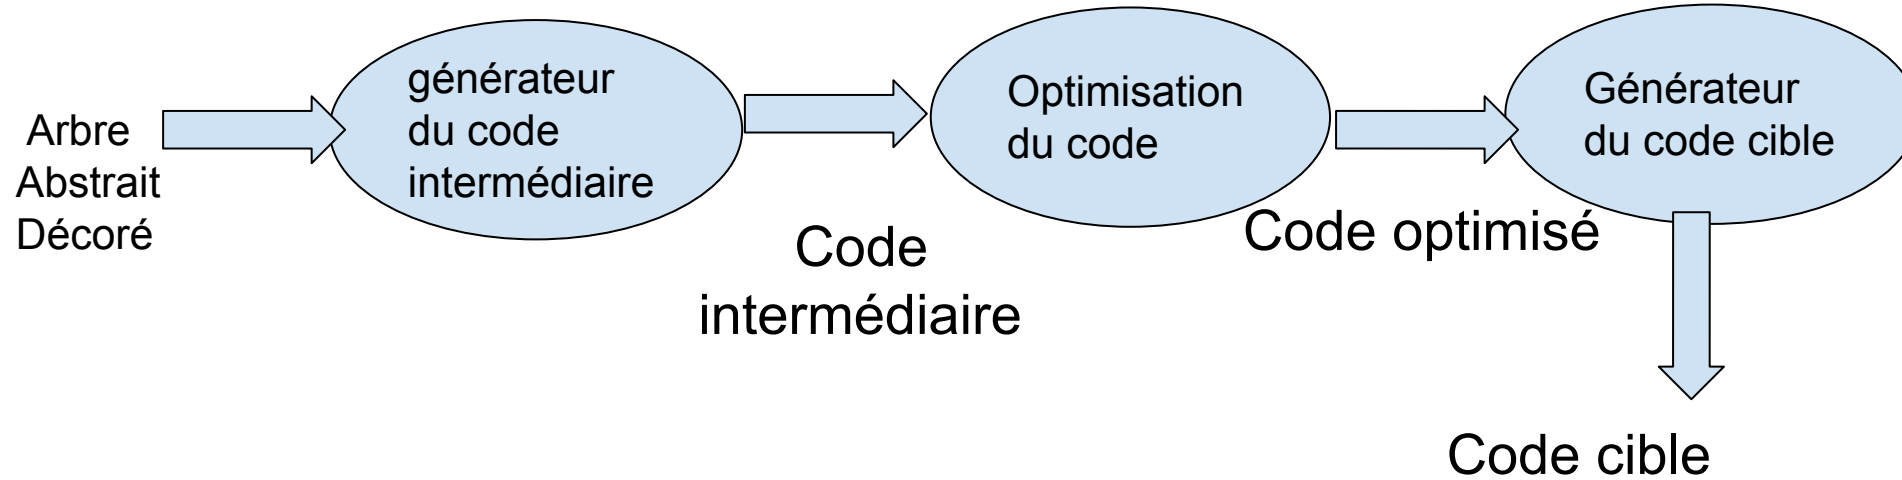 Arbre
Abstrait
Décoré
générateur
du code
intermédiaire
Code
intermédiaire
Optimisation
du code
Code optimisé
Générateur
du code cible
Code cible